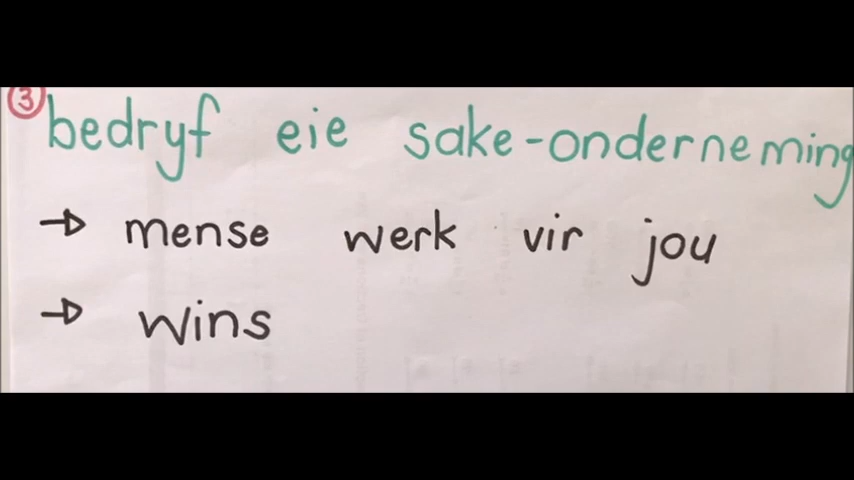 ③ bedryf eie sake-onderneming
→ mense werk vir jou
→ wins